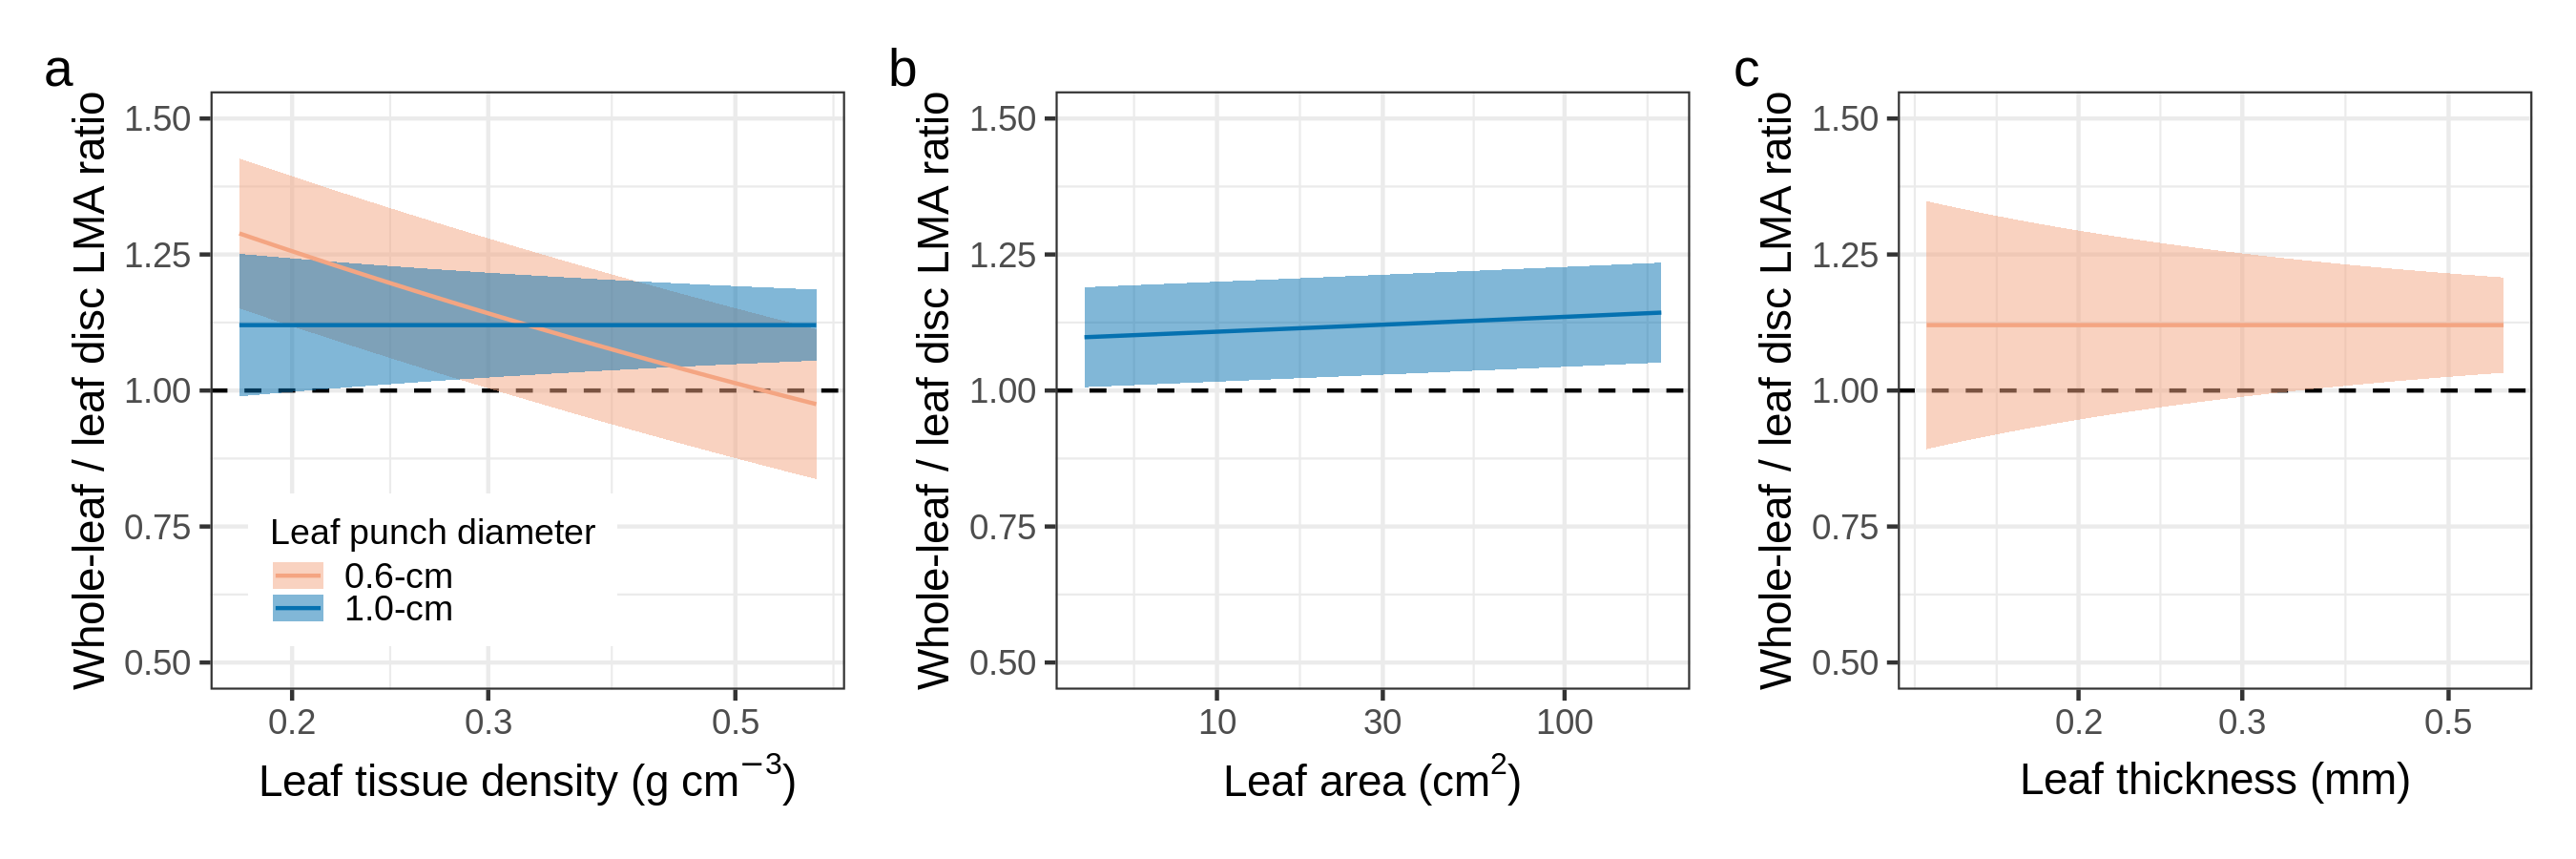 a
Whole-leaf / leaf disc LMA ratio
1.50
1.25
1.00
0.75
0.50
Leaf punch diameter
0.6-cm
1.0-cm
0.2 0.3 0.5
Leaf tissue density (g cm⁻³)
b
Whole-leaf / leaf disc LMA ratio
1.50
1.25
1.00
0.75
0.50
10 30 100
Leaf area (cm²)
c
Whole-leaf / leaf disc LMA ratio
1.50
1.25
1.00
0.75
0.50
0.2 0.3 0.5
Leaf thickness (mm)